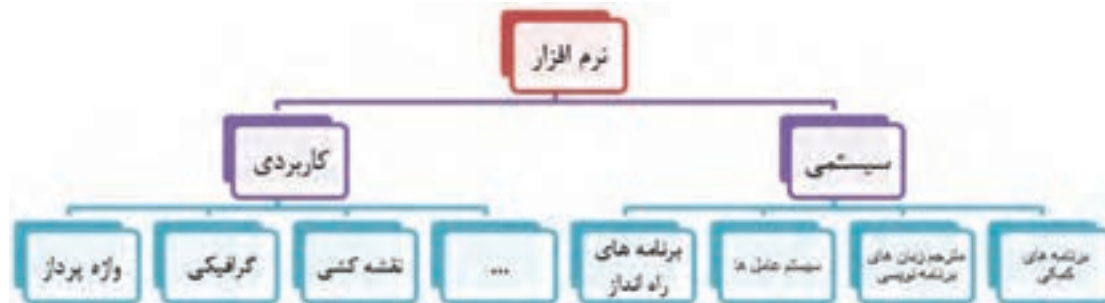 نرم افزار
سیستمی
کاربردی
برنامه های
کمکی
مترجم زبان های
برنامه نویسی
سیستم عامل ها
برنامه های
راه انداز
...
نقشه کشی
گرافیکی
واژه پرداز